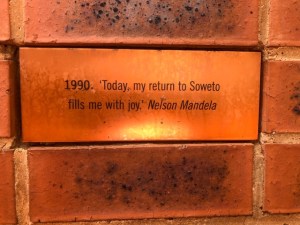 1990. 'Today, my return to Soweto
fills me with joy.' Nelson Mandela